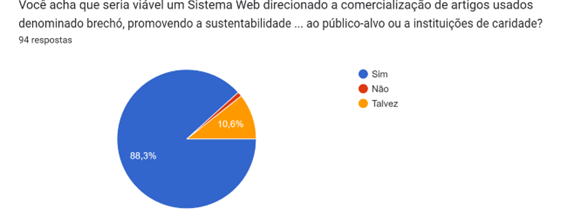 Você acha que seria viável um Sistema Web direcionado a comercialização de artigos usados
denominado brechó, promovendo a sustentabilidade ... ao público-alvo ou a instituições de caridade?
94 respostas
Sim
Não
Talvez
10,6%
88,3%